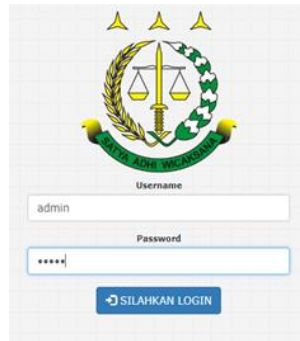 SATYA ADHI WICAKSANA
Username
admin
Password
•••••
SILAHKAN LOGIN